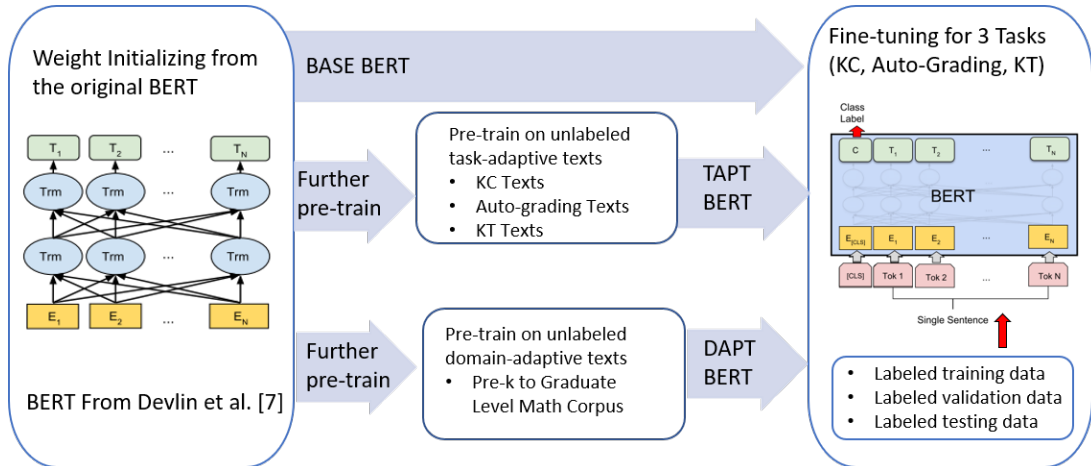 Weight Initializing from
the original BERT
T1 T2 ... TN
Trm Trm ... Trm
Trm Trm ... Trm
E1 E2 ... EN
BERT From Devlin et al. [7]
BASE BERT
Further
pre-train
Pre-train on unlabeled
task-adaptive texts
• KC Texts
• Auto-grading Texts
• KT Texts
TAPT
BERT
Further
pre-train
Pre-train on unlabeled
domain-adaptive texts
• Pre-k to Graduate
Level Math Corpus
DAPT
BERT
Fine-tuning for 3 Tasks
(KC, Auto-Grading, KT)
Class
Label
C T1 T2 ... TN
BERT
E[CLS] E1 E2 ... EN
[CLS] Tok 1 Tok 2 ... Tok N
Single Sentence
• Labeled training data
• Labeled validation data
• Labeled testing data